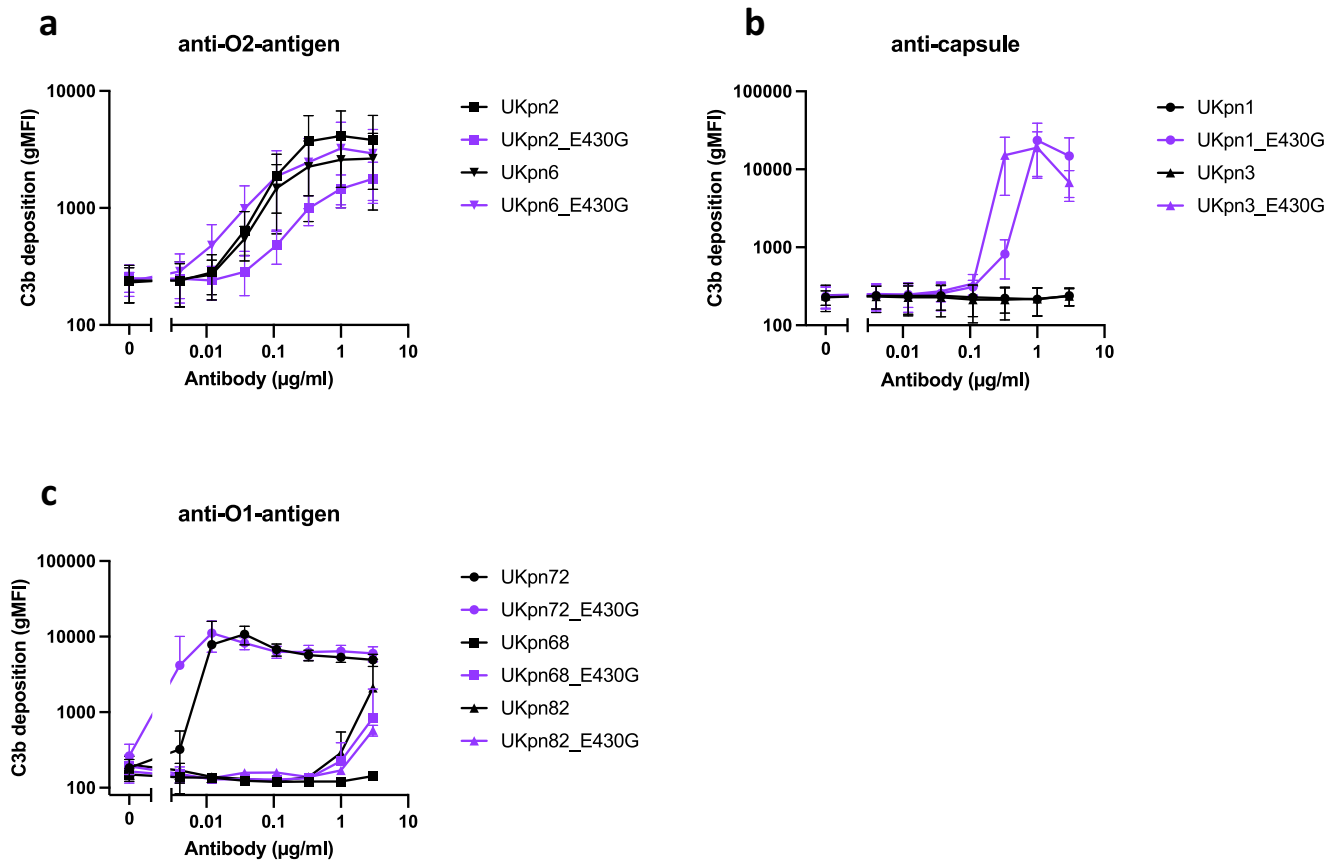 a
anti-O2-antigen
C3b deposition (gMFI)
10000
1000
100
0
0.01
0.1
1
10
Antibody (µg/ml)
UKpn2
UKpn2_E430G
UKpn6
UKpn6_E430G
b
anti-capsule
C3b deposition (gMFI)
100000
10000
1000
100
0
0.01
0.1
1
10
Antibody (µg/ml)
UKpn1
UKpn1_E430G
UKpn3
UKpn3_E430G
c
anti-O1-antigen
C3b deposition (gMFI)
100000
10000
1000
100
0
0.01
0.1
1
10
Antibody (µg/ml)
UKpn72
UKpn72_E430G
UKpn68
UKpn68_E430G
UKpn82
UKpn82_E430G